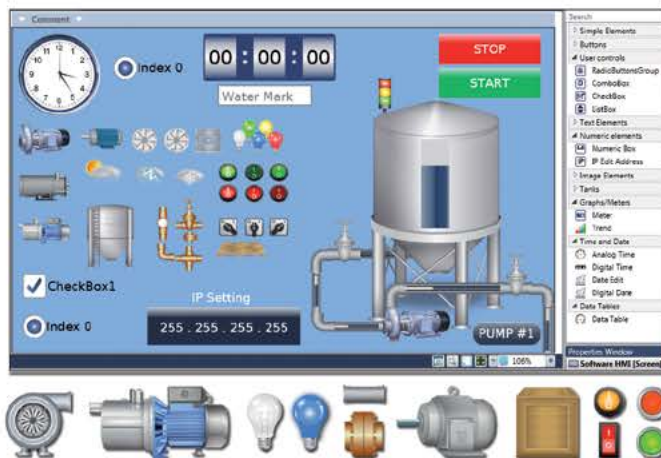 Comment
Index 0
00 : 00 : 00
Water Mark
STOP
START
CheckBox1
Index 0
IP Setting
255 . 255 . 255 . 255
PUMP #1
106%
Search
Simple Elements
Buttons
User controls
RadioButtonsGroup
ComboBox
CheckBox
ListBox
Text Elements
Numeric elements
Numeric Box
IP Edit Address
Image Elements
Tanks
Graphs/Meters
Meter
Trend
Time and Date
Analog Time
Digital Time
Date Edit
Digital Date
Data Tables
Data Table
Properties Window
Software HMI [Screen]